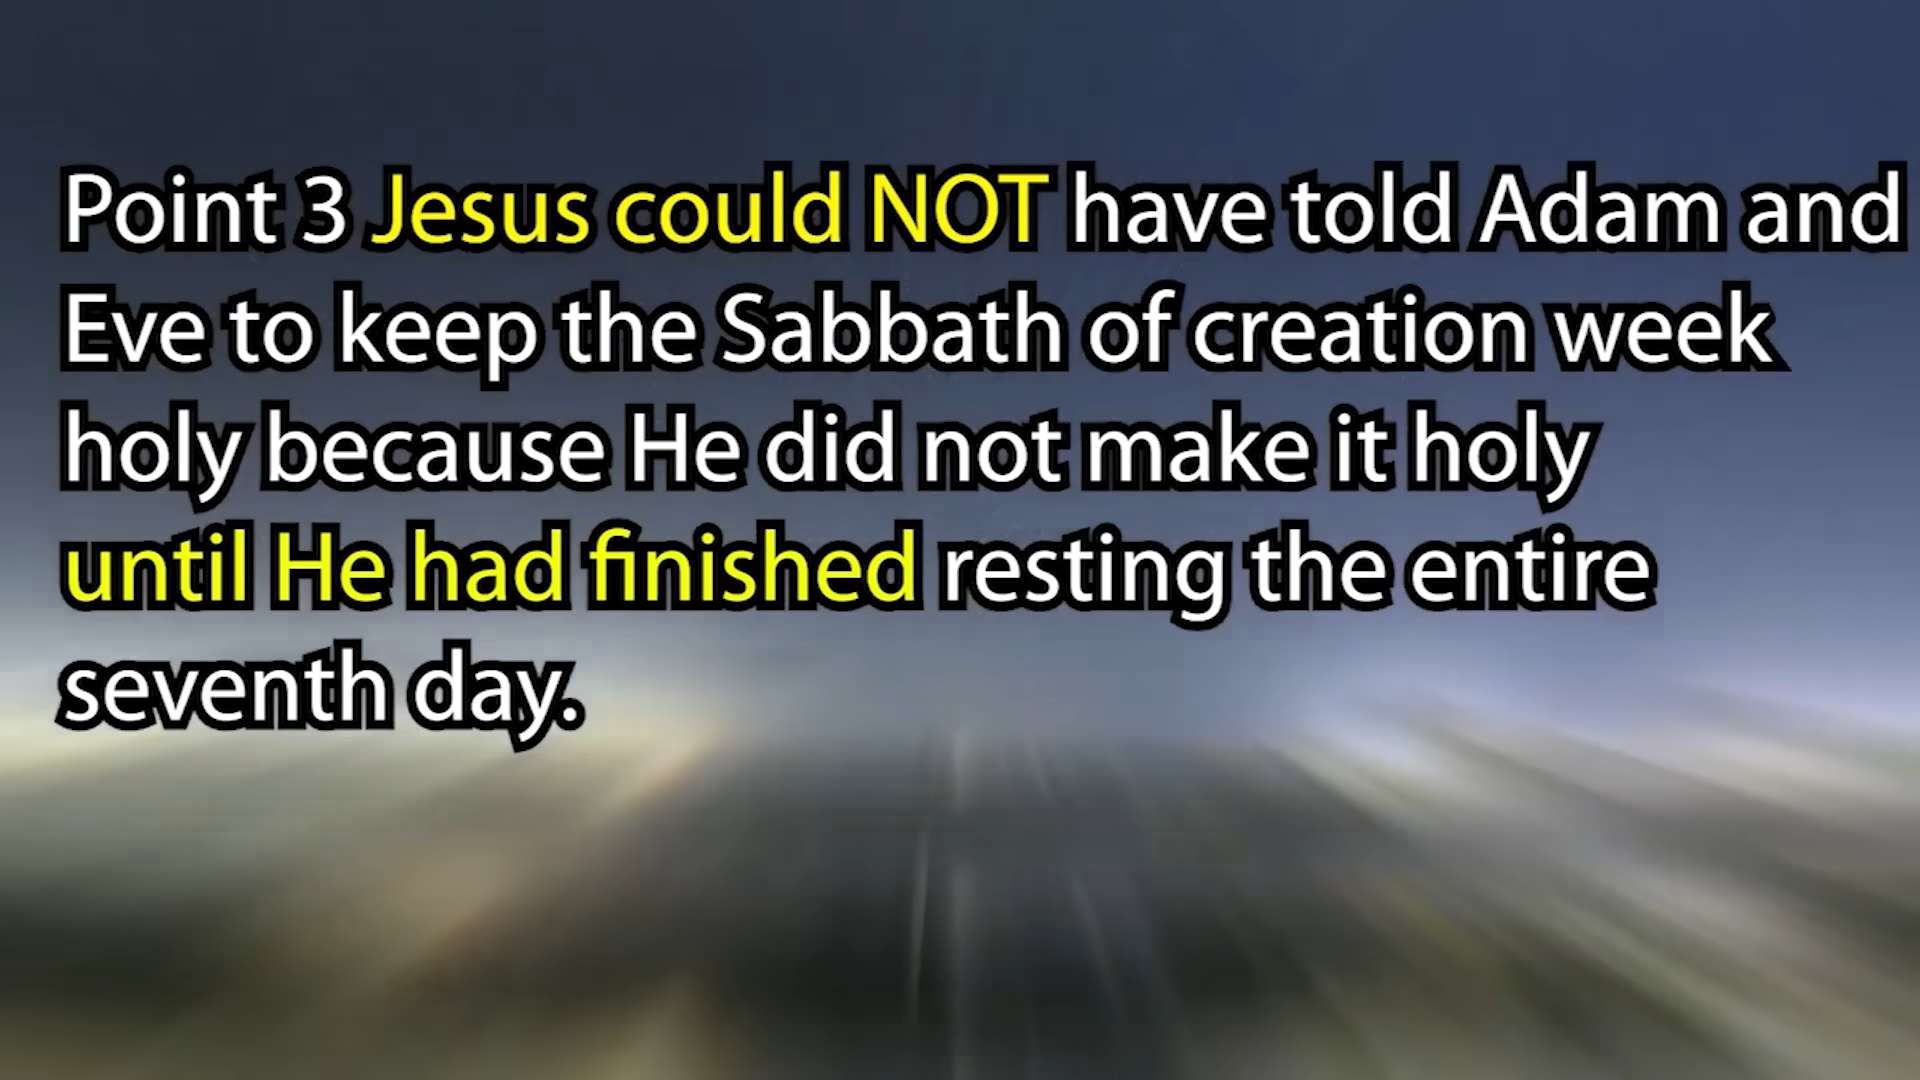 Point 3 Jesus could NOT have told Adam and
Eve to keep the Sabbath of creation week
holy because He did not make it holy
until He had finished resting the entire
seventh day.